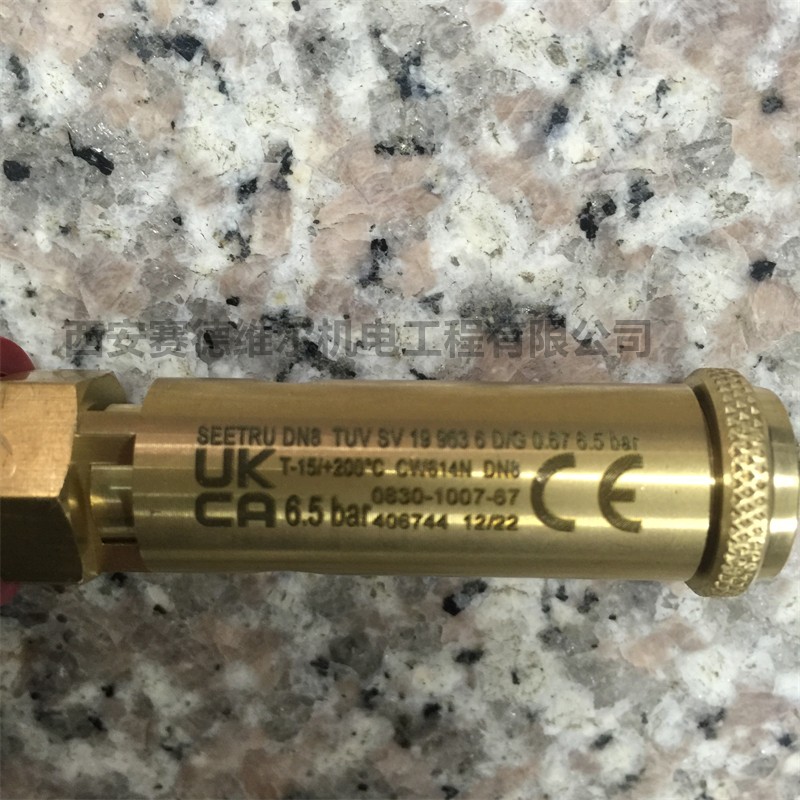 西安赛德维尔机电工程有限公司
SEETRU DN8 TUV SV 19 963 6 D/G 0.67 6.5 bar
UK CA
T-15/+200°C CW614N DN8
0830-1007-67
6.5 bar 406744 12/22
CE